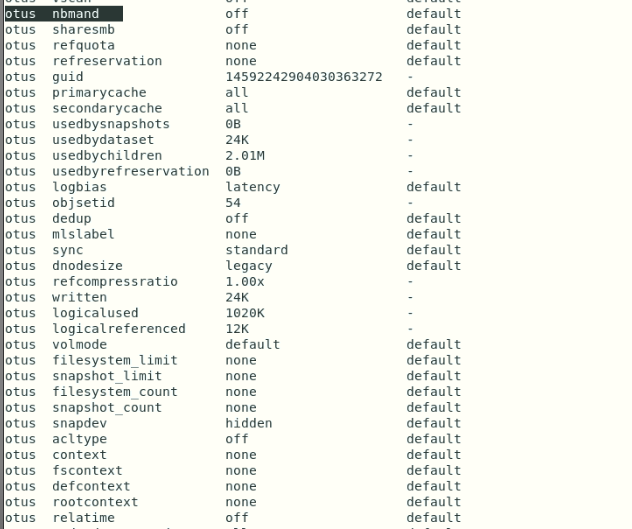 otus nbmand off default
otus sharesmb off default
otus refquota none default
otus refreservation none default
otus guid 14592242904030363272 -
otus primarycache all default
otus secondarycache all default
otus usedbysnapshots 0B -
otus usedbydataset 24K -
otus usedbychildren 2.01M -
otus usedbyrefreservation 0B -
otus logbias latency default
otus objsetid 54 -
otus dedup off default
otus mlslabel none default
otus sync standard default
otus dnodesize legacy default
otus refcompressratio 1.00x -
otus written 24K -
otus logicalused 1020K -
otus logicalreferenced 12K -
otus volmode default default
otus filesystem_limit none default
otus snapshot_limit none default
otus filesystem_count none default
otus snapshot_count none default
otus snapdev hidden default
otus acltype off default
otus context none default
otus fscontext none default
otus defcontext none default
otus rootcontext none default
otus relatime off default